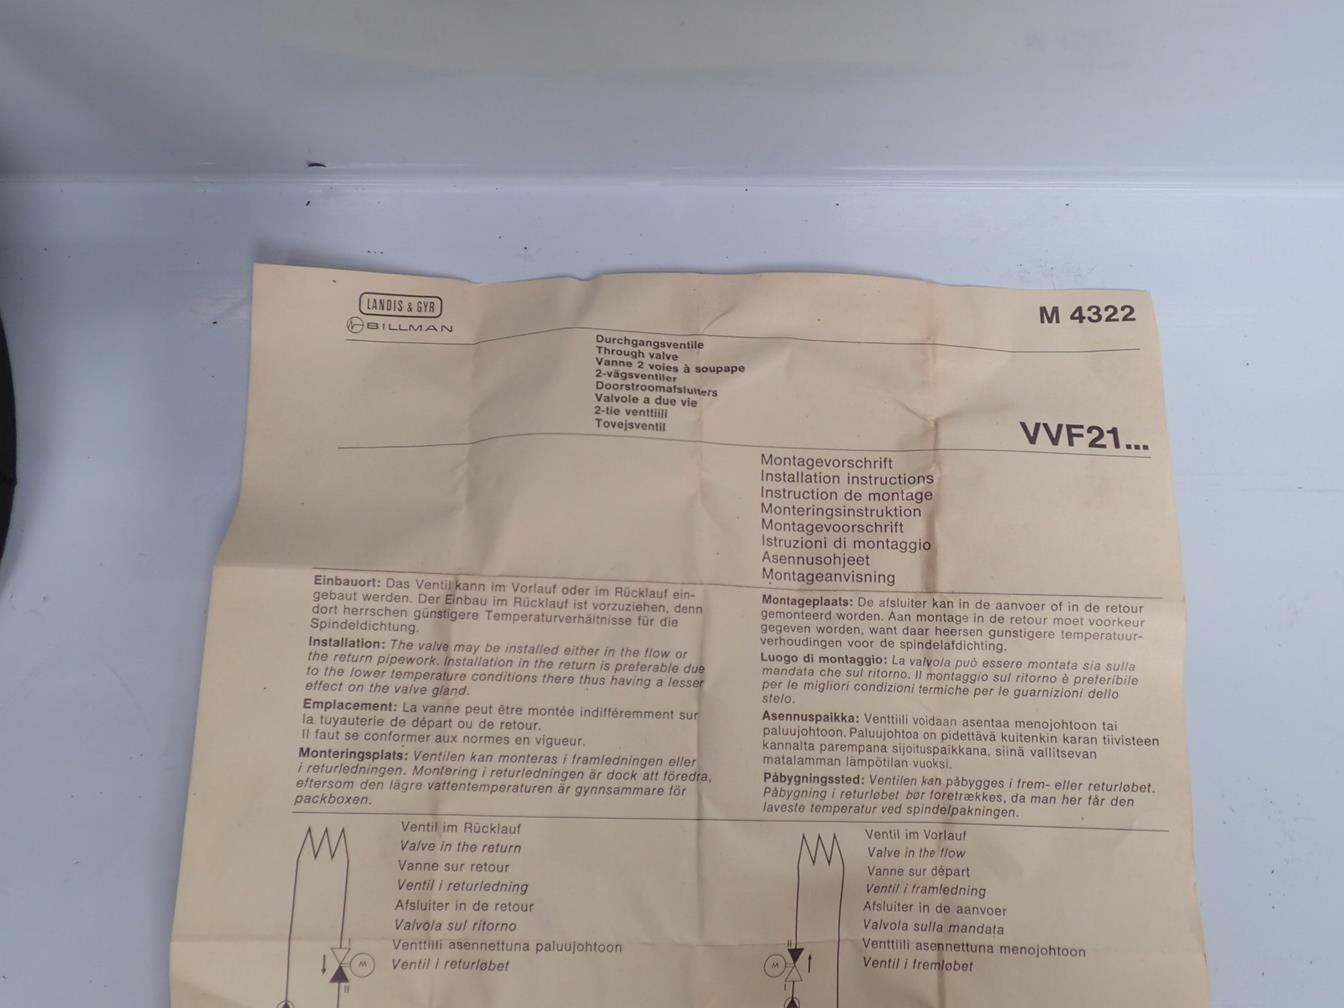 LANDIS & GYR
BILLMAN
M 4322
Durchgangsventile
Through valve
Vanne 2 voies à soupape
2-vägsventiler
Doorstroomafsluiters
Valvole a due vie
2-tie venttiili
Tovejsventil
VVF21...
Montagevorschrift
Installation instructions
Instruction de montage
Monteringsinstruktion
Montagevoorschrift
Istruzioni di montaggio
Asennusohjeet
Montageanvisning
Einbauort: Das Ventil kann im Vorlauf oder im Rücklauf ein-
gebaut werden. Der Einbau im Rücklauf ist vorzuziehen, denn
dort herrschen günstigere Temperaturverhältnisse für die
Spindeldichtung.
Installation: The valve may be installed either in the flow or
the return pipework. Installation in the return is preferable due
to the lower temperature conditions there thus having a lesser
effect on the valve gland.
Emplacement: La vanne peut être montée indifféremment sur
la tuyauterie de départ ou de retour.
Il faut se conformer aux normes en vigueur.
Monteringsplats: Ventilen kan monteras i framledningen eller
i returledningen. Montering i returledningen är dock att föredra,
eftersom den lägre vattentemperaturen är gynnsammare för
packboxen.
Montageplaats: De afsluiter kan in de aanvoer of in de retour
gemonteerd worden. Aan montage in de retour moet voorkeur
gegeven worden, want daar heersen gunstigere temperatuur-
verhoudingen voor de spindelafdichting.
Luogo di montaggio: La valvola può essere montata sia sulla
mandata che sul ritorno. Il montaggio sul ritorno è preferibile
per le migliori condizioni termiche per le guarnizioni dello
stelo.
Asennuspaikka: Venttiili voidaan asentaa menojohtoon tai
paluujohtoon. Paluujohtoa on pidettävä kuitenkin karan tiivisteen
kannalta parempana sijoituspaikkana, siinä vallitsevan
matalamman lämpötilan vuoksi.
Påbygningssted: Ventilen kan påbygges i frem- eller returløbet.
Påbygning i returløbet bør foretrækkes, da man her får den
laveste temperatur ved spindelpakningen.
Ventil im Rücklauf
Valve in the return
Vanne sur retour
Ventil i returledning
Afsluiter in de retour
Valvola sul ritorno
Venttiili asennettuna paluujohtoon
Ventil i returløbet
I
M
II
Ventil im Vorlauf
Valve in the flow
Vanne sur départ
Ventil i framledning
Afsluiter in de aanvoer
Valvola sulla mandata
Venttiili asennettuna menojohtoon
Ventil i fremløbet
II
M
I